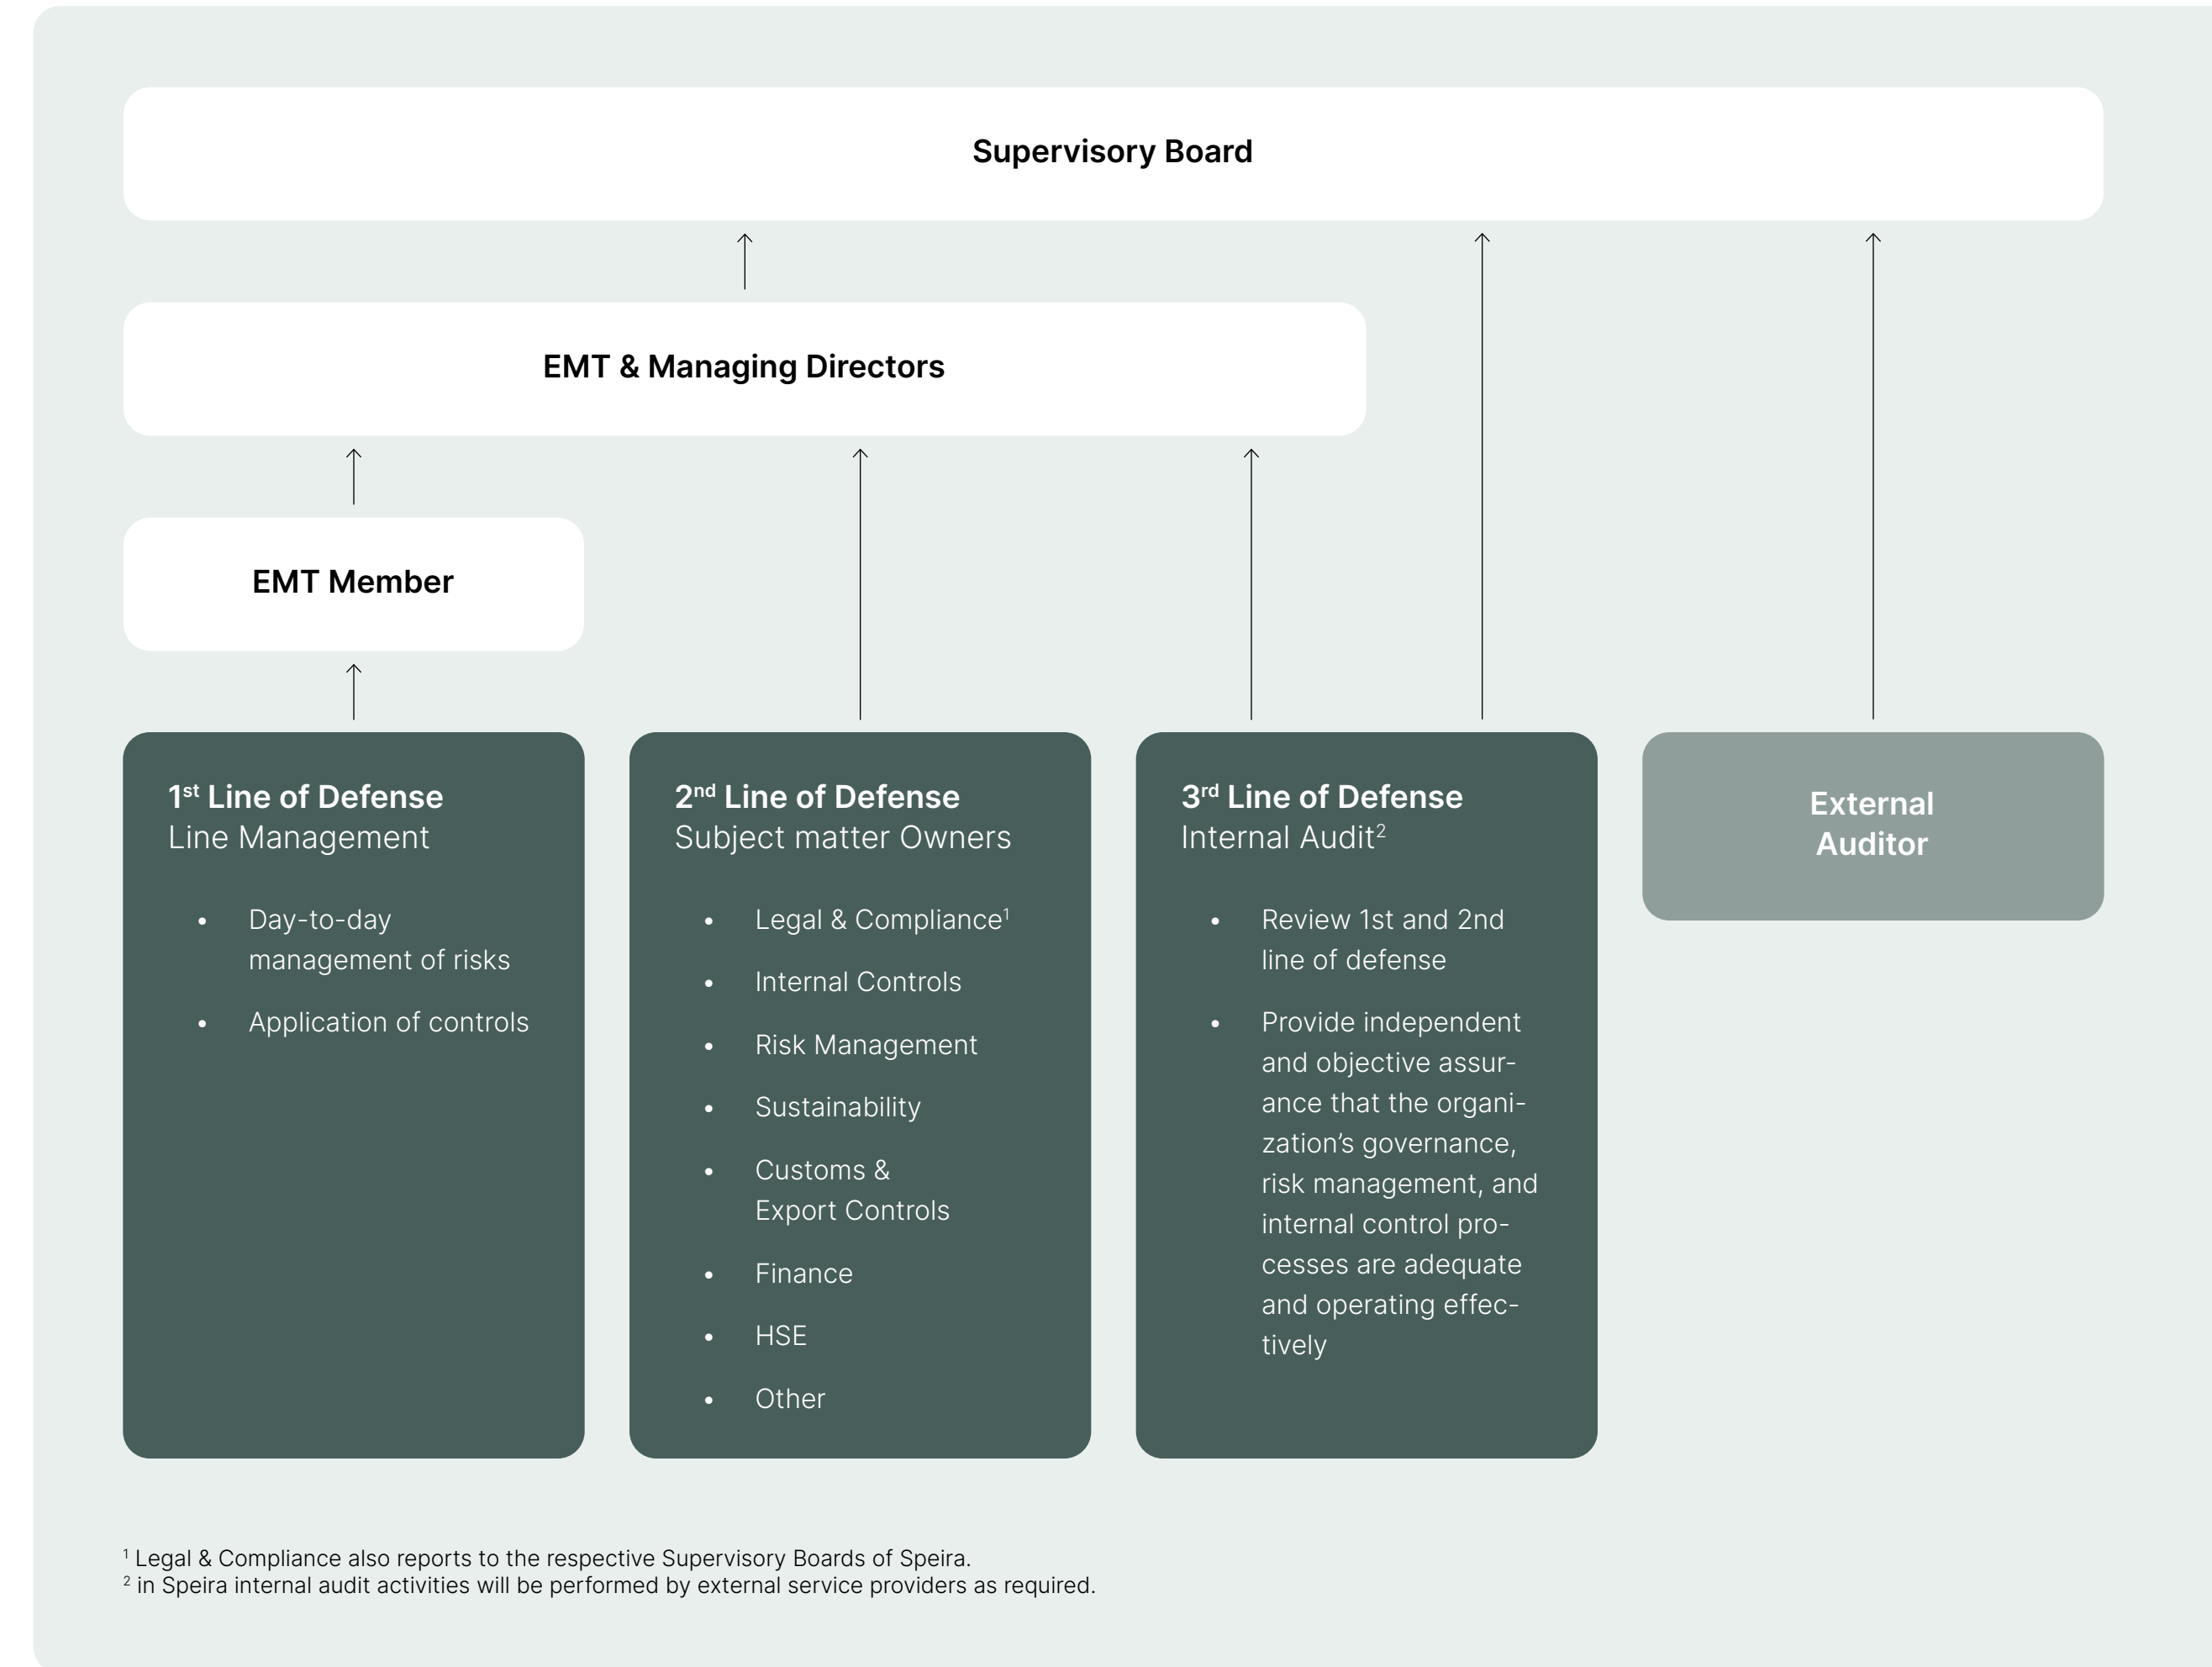 Supervisory Board
EMT & Managing Directors
EMT Member
1st Line of Defense
Line Management
• Day-to-day
management of risks
• Application of controls
2nd Line of Defense
Subject matter Owners
• Legal & Compliance1
• Internal Controls
• Risk Management
• Sustainability
• Customs &
Export Controls
• Finance
• HSE
• Other
3rd Line of Defense
Internal Audit2
• Review 1st and 2nd
line of defense
• Provide independent
and objective assur-
ance that the organi-
zation’s governance,
risk management, and
internal control pro-
cesses are adequate
and operating effec-
tively
External
Auditor
1 Legal & Compliance also reports to the respective Supervisory Boards of Speira.
2 in Speira internal audit activities will be performed by external service providers as required.